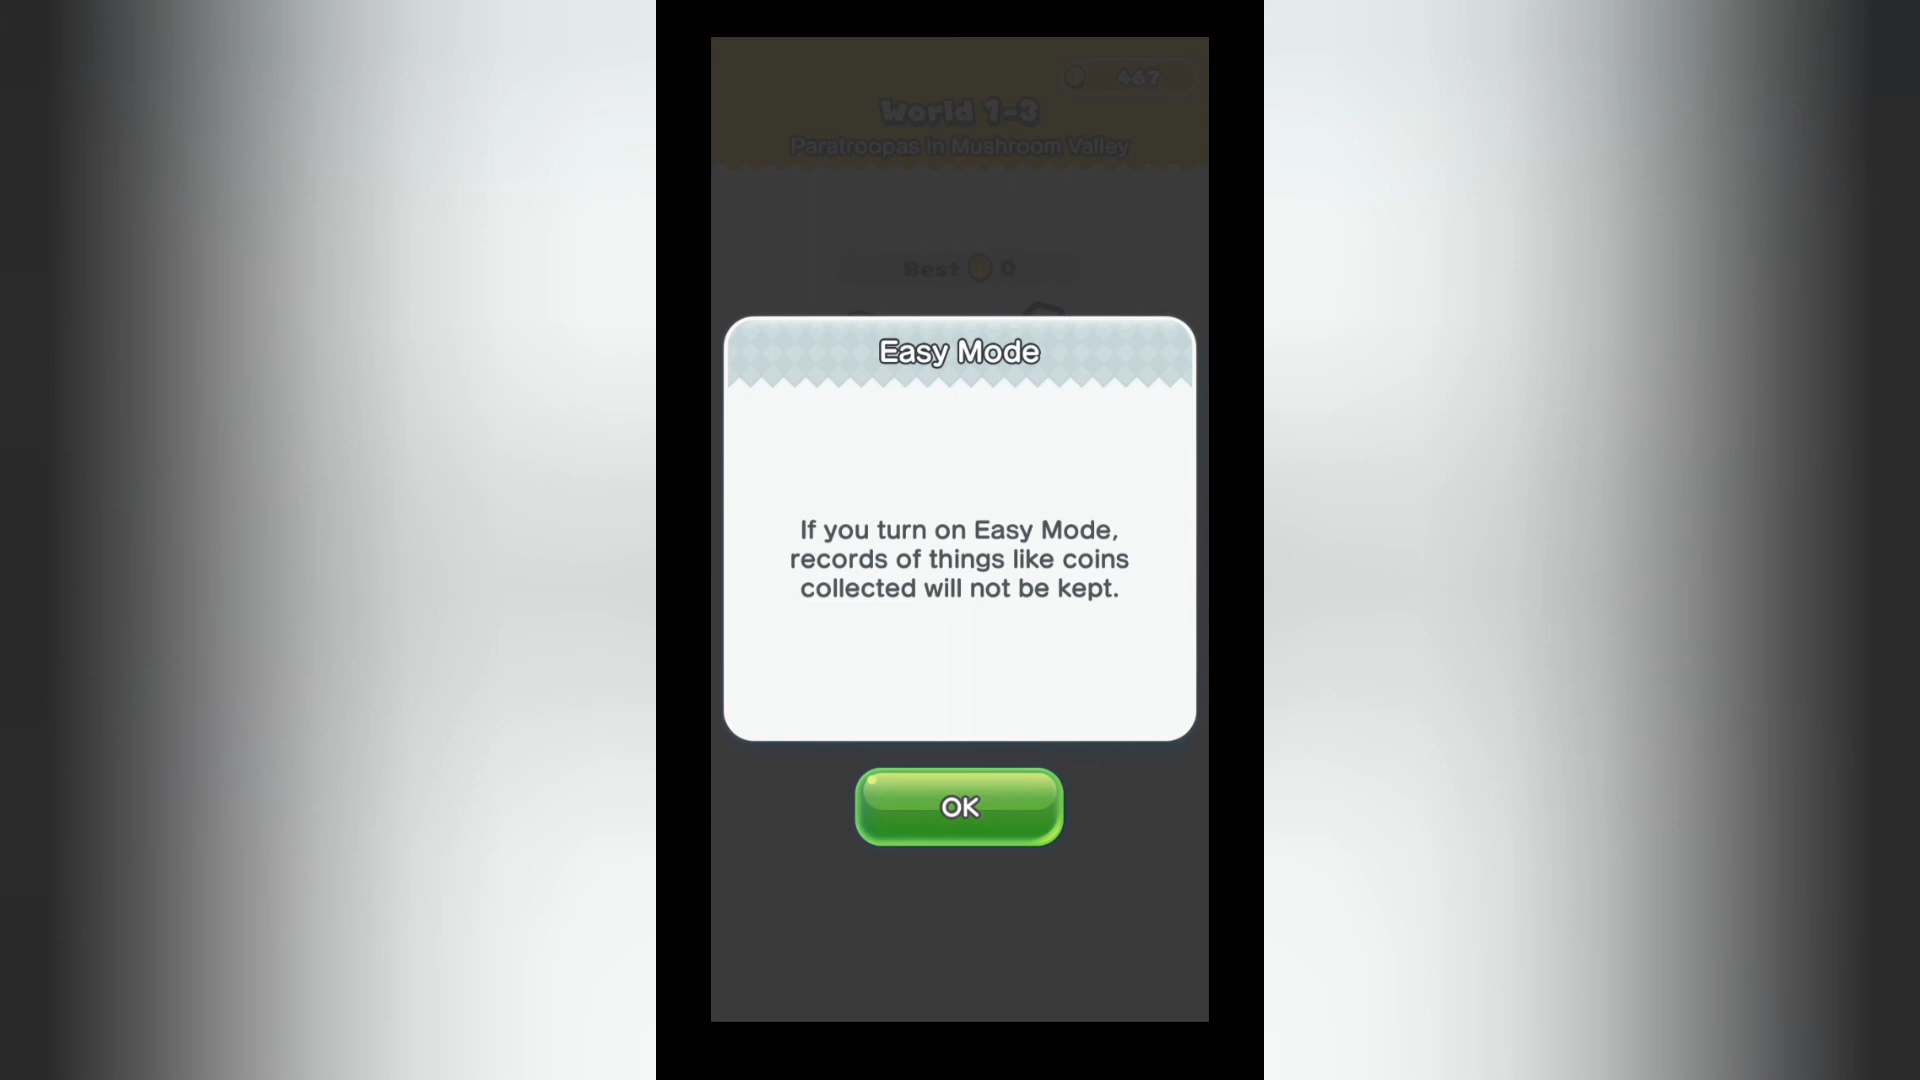 467
World 1-3
Paratroopas in Mushroom Valley
Best 0
Easy Mode
If you turn on Easy Mode,
records of things like coins
collected will not be kept.
OK